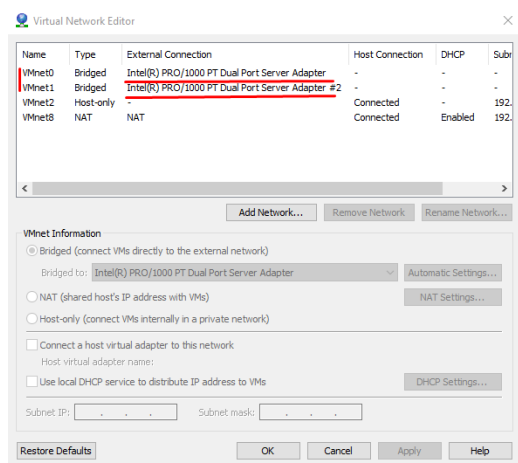 Virtual Network Editor
Name Type External Connection Host Connection DHCP Subr
VMnet0 Bridged Intel(R) PRO/1000 PT Dual Port Server Adapter - - -
VMnet1 Bridged Intel(R) PRO/1000 PT Dual Port Server Adapter #2 - - -
VMnet2 Host-only - Connected - 192.
VMnet8 NAT NAT Connected Enabled 192.
Add Network... Remove Network Rename Network...
VMnet Information
Bridged (connect VMs directly to the external network)
Bridged to: Intel(R) PRO/1000 PT Dual Port Server Adapter Automatic Settings...
NAT (shared host's IP address with VMs) NAT Settings...
Host-only (connect VMs internally in a private network)
Connect a host virtual adapter to this network
Host virtual adapter name:
Use local DHCP service to distribute IP address to VMs DHCP Settings...
Subnet IP: . . . Subnet mask: . . .
Restore Defaults OK Cancel Apply Help